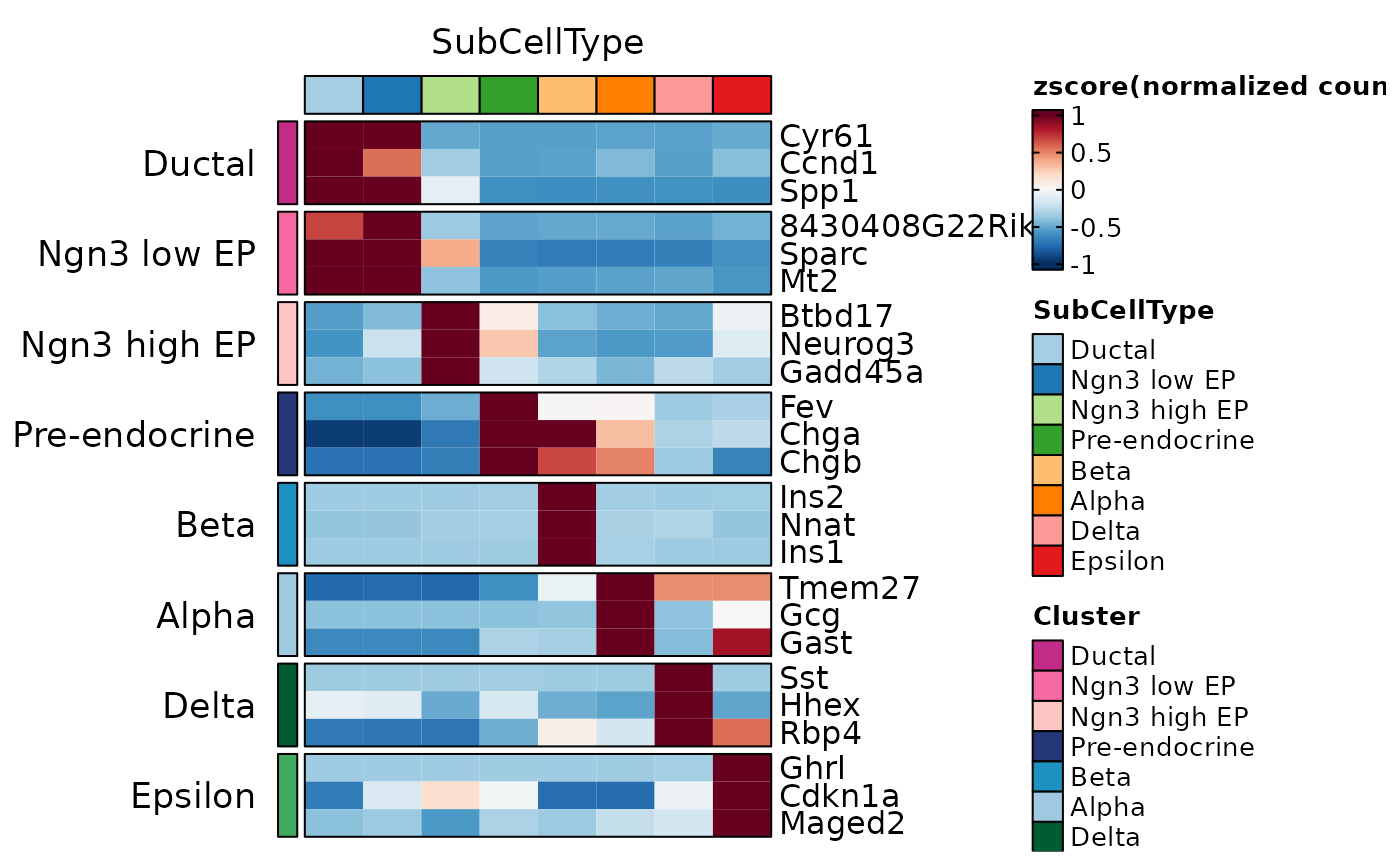 SubCellType
Ductal
Ngn3 low EP
Ngn3 high EP
Pre-endocrine
Beta
Alpha
Delta
Epsilon
Cyr61
Ccnd1
Spp1
8430408G22Rik
Sparc
Mt2
Btbd17
Neurog3
Gadd45a
Fev
Chga
Chgb
Ins2
Nnat
Ins1
Tmem27
Gcg
Gast
Sst
Hhex
Rbp4
Ghrl
Cdkn1a
Maged2
zscore(normalized coun
1
0.5
0
-0.5
-1
SubCellType
Ductal
Ngn3 low EP
Ngn3 high EP
Pre-endocrine
Beta
Alpha
Delta
Epsilon
Cluster
Ductal
Ngn3 low EP
Ngn3 high EP
Pre-endocrine
Beta
Alpha
Delta